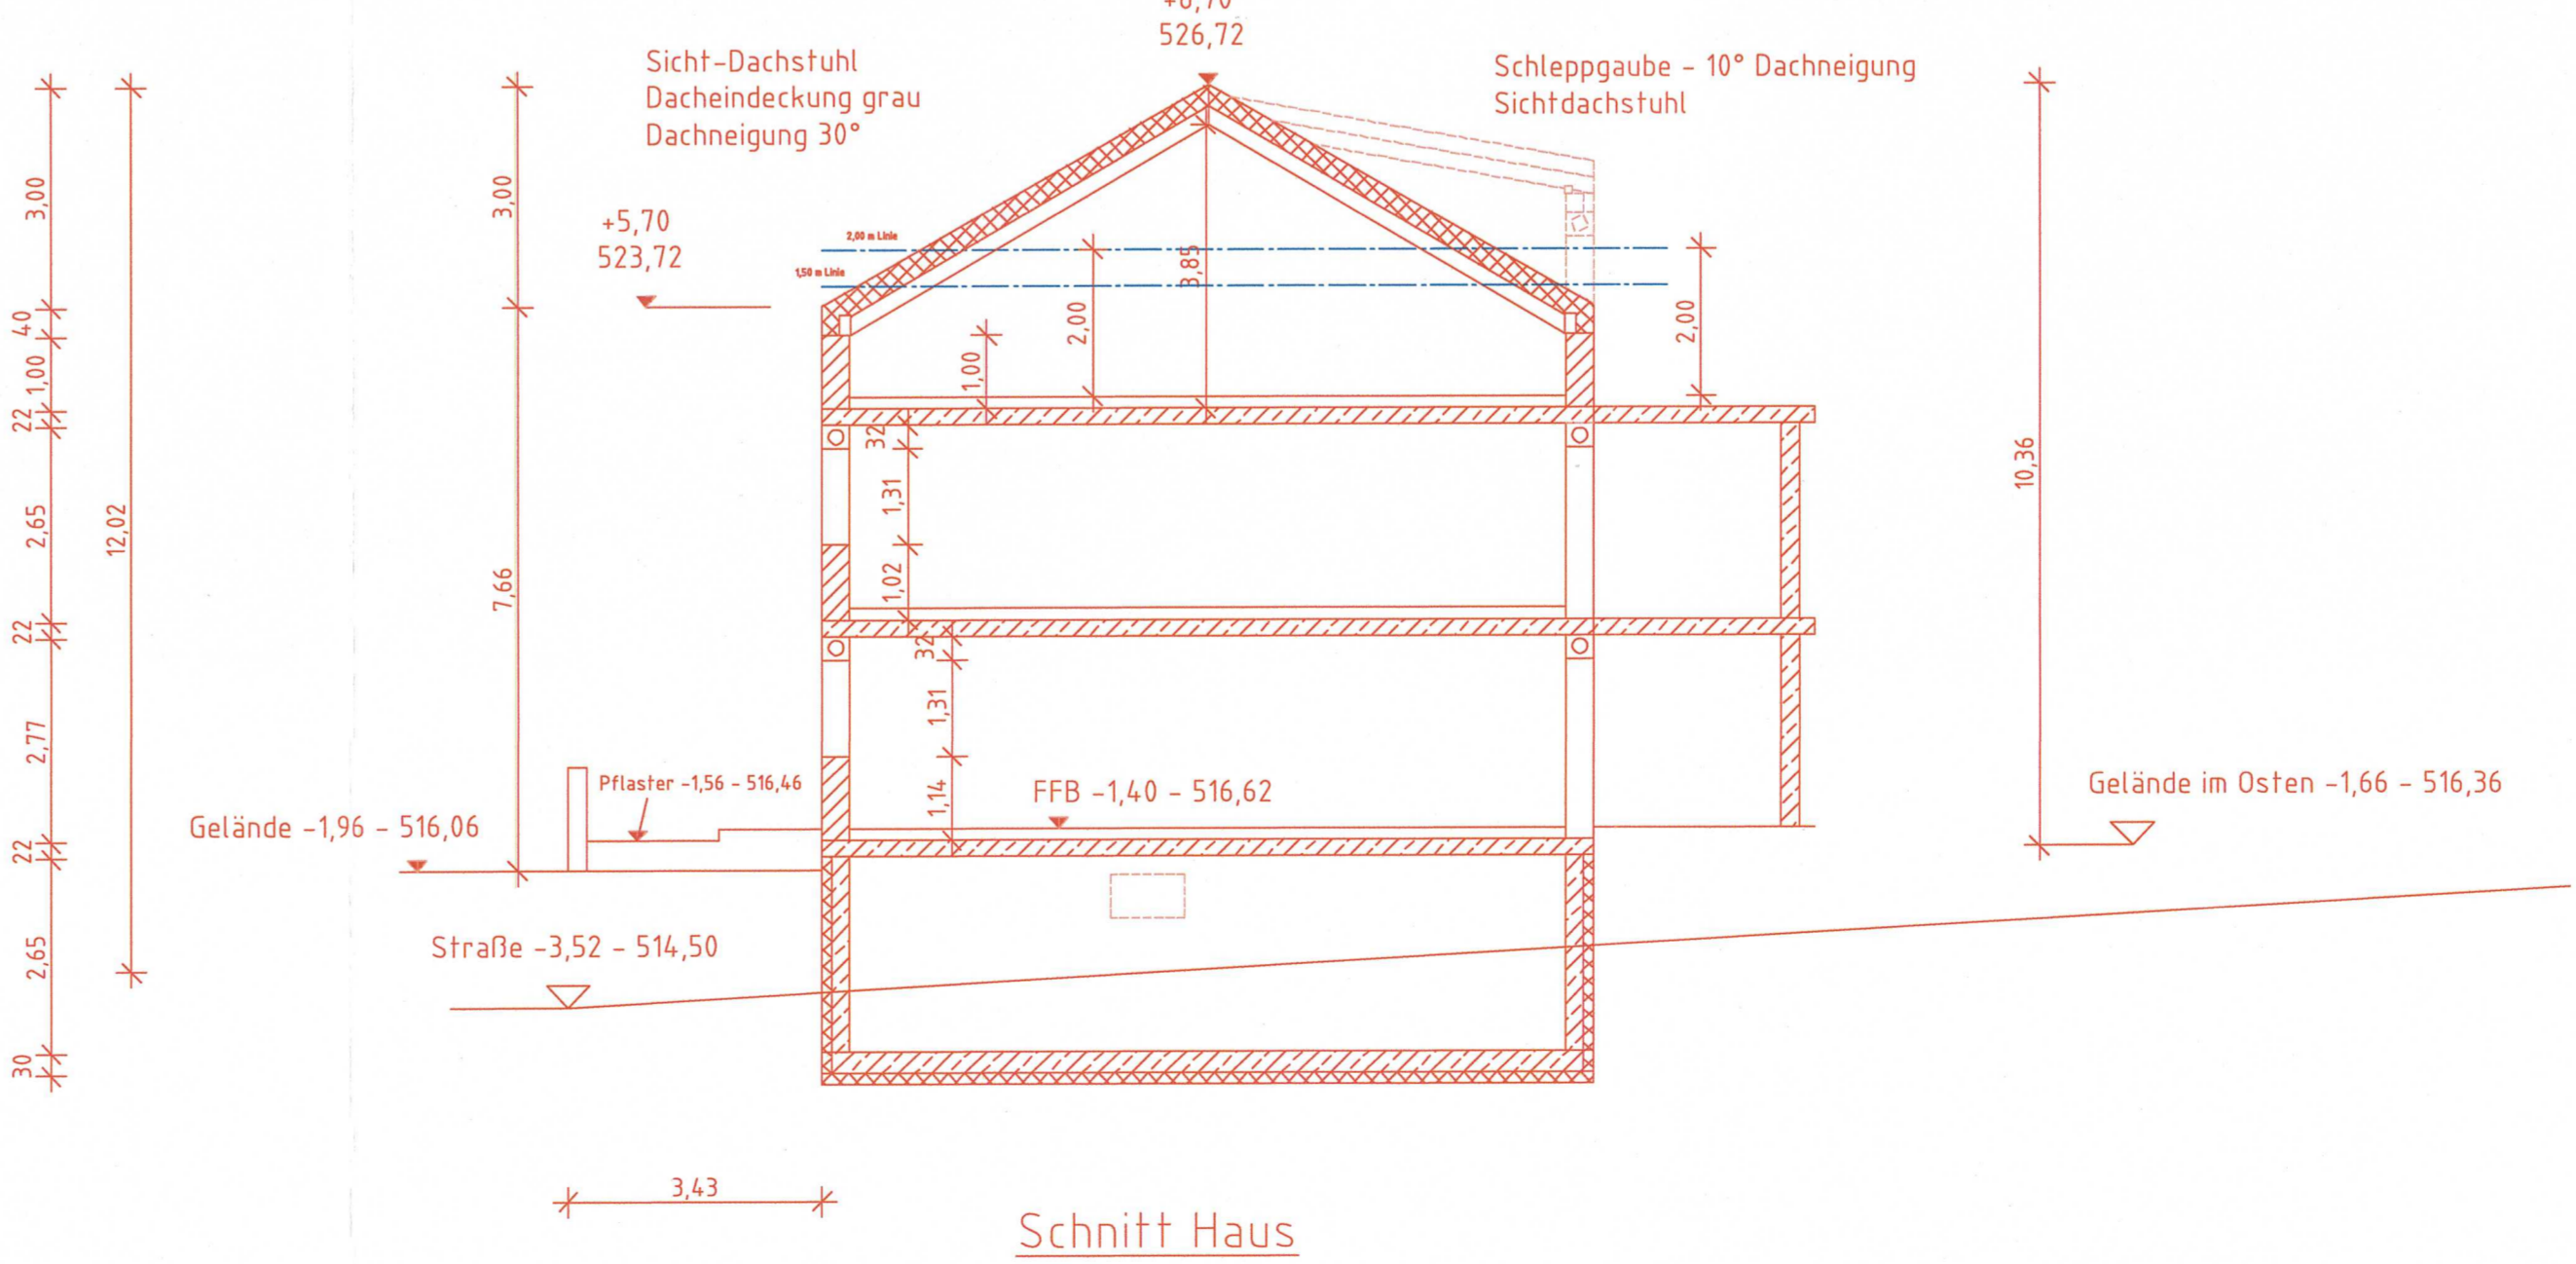 526,72
Sicht-Dachstuhl
Dacheindeckung grau
Dachneigung 30°
Schleppgaube - 10° Dachneigung
Sichtdachstuhl
+5,70
523,72
2,00 m Linie
1,50 m Linie
3,00
40
1,00
22
2,65
22
2,77
22
2,65
30
12,02
3,00
7,66
3,85
2,00
1,00
2,00
32
1,31
1,02
32
1,31
1,14
10,36
Pflaster -1,56 - 516,46
FFB -1,40 - 516,62
Gelände im Osten -1,66 - 516,36
Gelände -1,96 - 516,06
Straße -3,52 - 514,50
3,43
Schnitt Haus